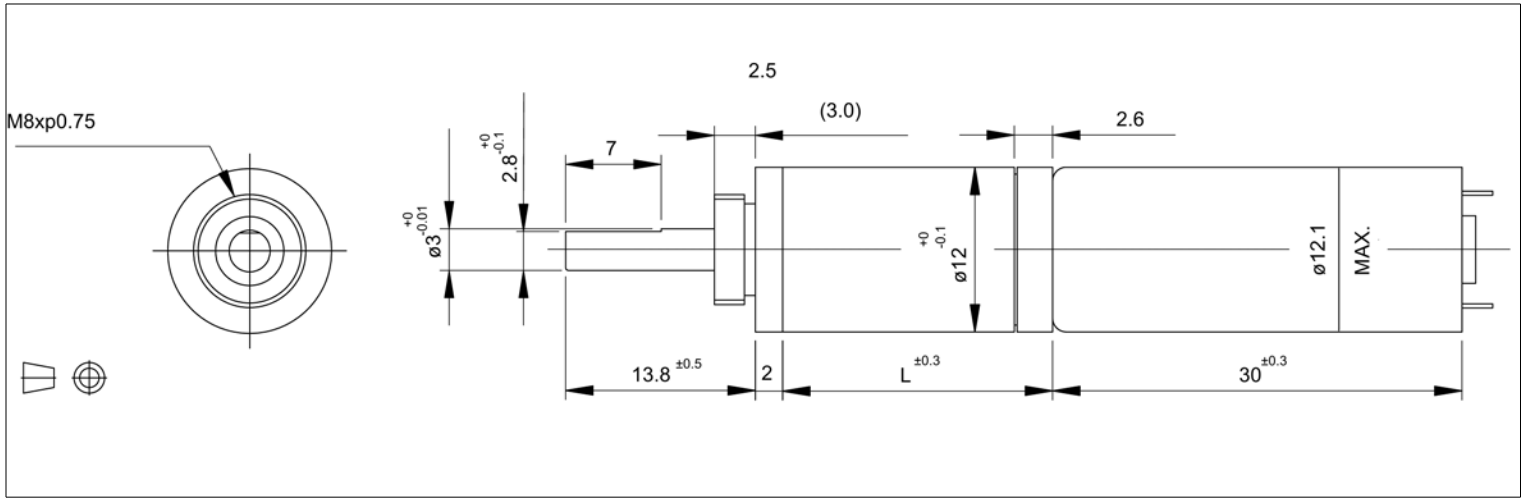 2.5
(3.0)
M8xp0.75
2.6
7
2.8 +0 -0.1
ø3 +0 -0.01
ø12 +0 -0.1
ø12.1
MAX.
13.8 ±0.5
2
L ±0.3
30 ±0.3